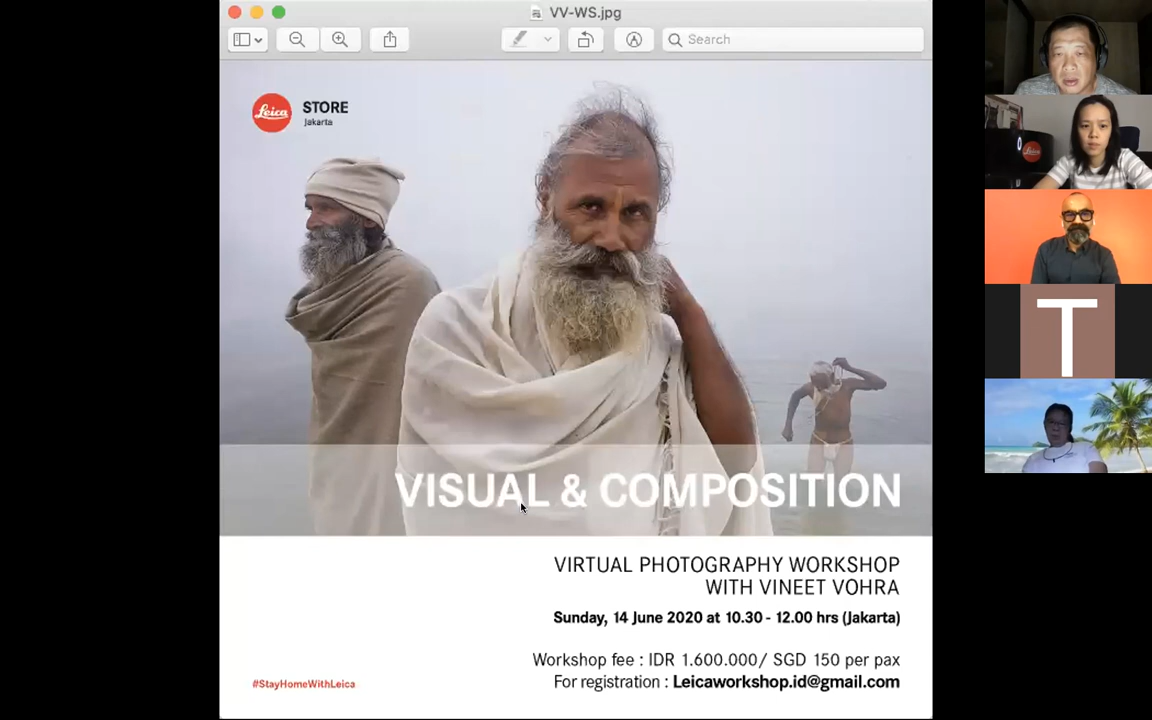 VV-WS.jpg
Search
Leica STORE
Jakarta
VISUAL & COMPOSITION
VIRTUAL PHOTOGRAPHY WORKSHOP
WITH VINEET VOHRA
Sunday, 14 June 2020 at 10.30 - 12.00 hrs (Jakarta)
Workshop fee : IDR 1.600.000/ SGD 150 per pax
For registration : Leicaworkshop.id@gmail.com
#StayHomeWithLeica
Leica
T